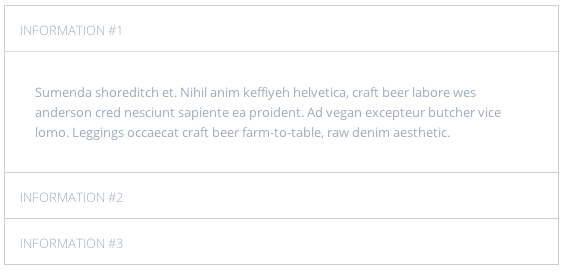 INFORMATION #1
Sumenda shoreditch et. Nihil anim keffiyeh helvetica, craft beer labore wes
anderson cred nesciunt sapiente ea proident. Ad vegan excepteur butcher vice
lomo. Leggings occaecat craft beer farm-to-table, raw denim aesthetic.
INFORMATION #2
INFORMATION #3